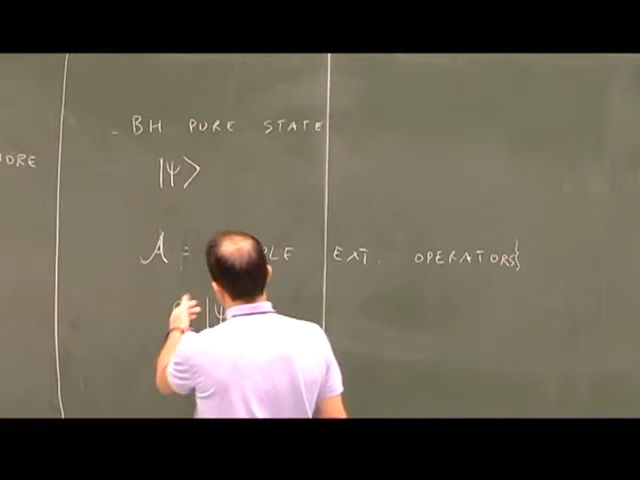 - BH PURE STATE
|ψ>
A = EXT. OPERATORS}
|ψ